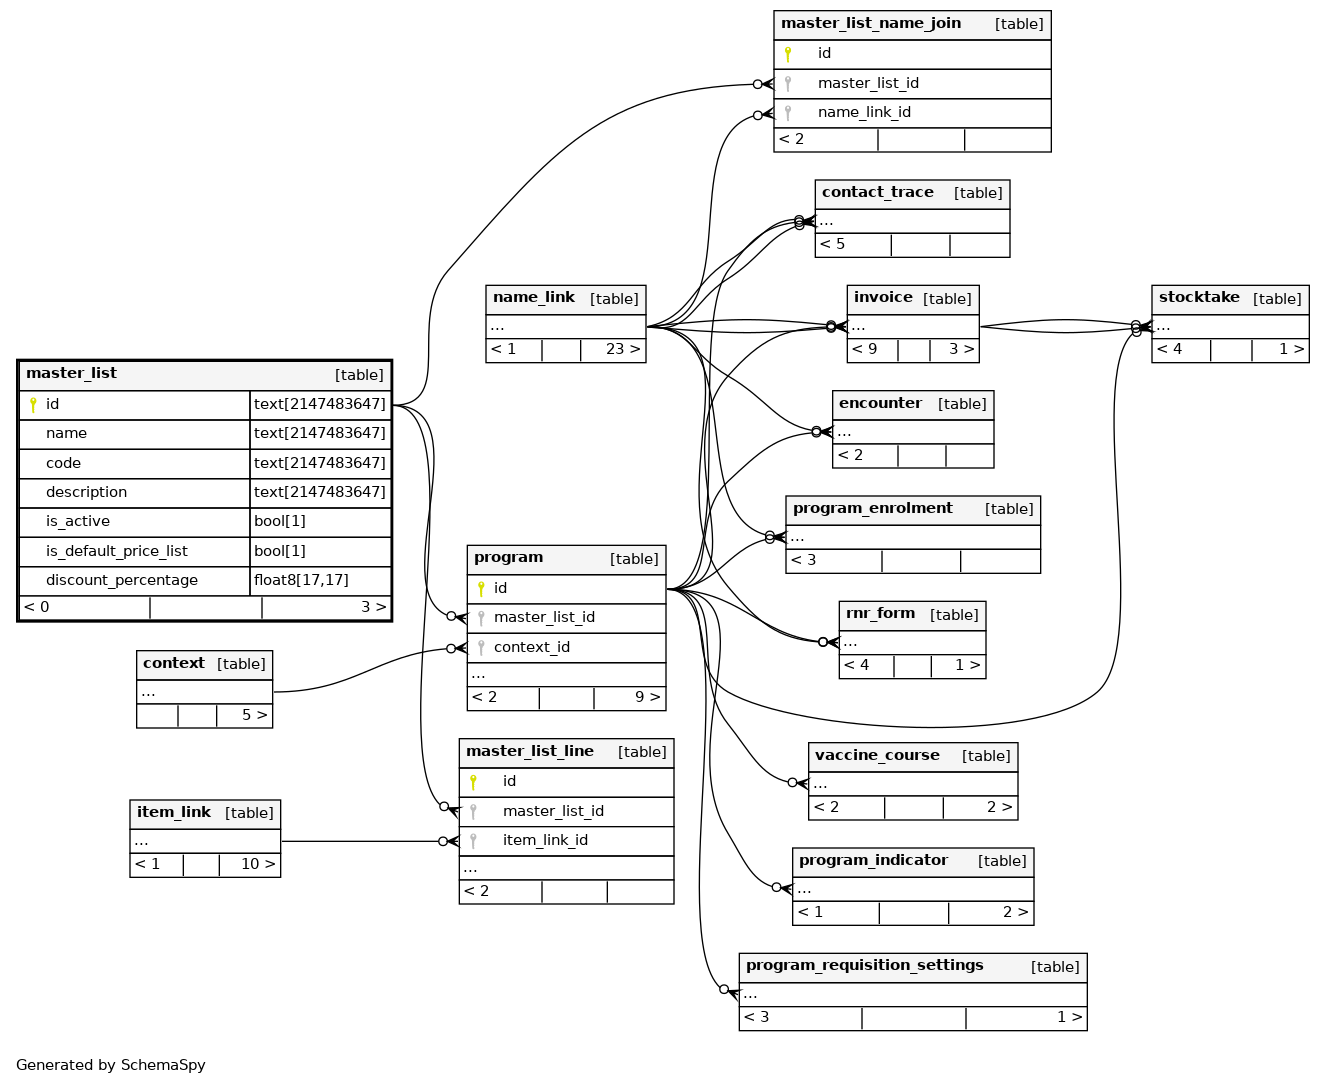 master_list_name_join [table]
id
master_list_id
name_link_id
< 2
contact_trace [table]
...
< 5
name_link [table]
...
< 1 23 >
invoice [table]
...
< 9 3 >
stocktake [table]
...
< 4 1 >
master_list [table]
id text[2147483647]
name text[2147483647]
code text[2147483647]
description text[2147483647]
is_active bool[1]
is_default_price_list bool[1]
discount_percentage float8[17,17]
< 0 3 >
encounter [table]
...
< 2
program_enrolment [table]
...
< 3
program [table]
id
master_list_id
context_id
...
< 2 9 >
rnr_form [table]
...
< 4 1 >
context [table]
...
5 >
master_list_line [table]
id
master_list_id
item_link_id
...
< 2
vaccine_course [table]
...
< 2 2 >
item_link [table]
...
< 1 10 >
program_indicator [table]
...
< 1 2 >
program_requisition_settings [table]
...
< 3 1 >
Generated by SchemaSpy